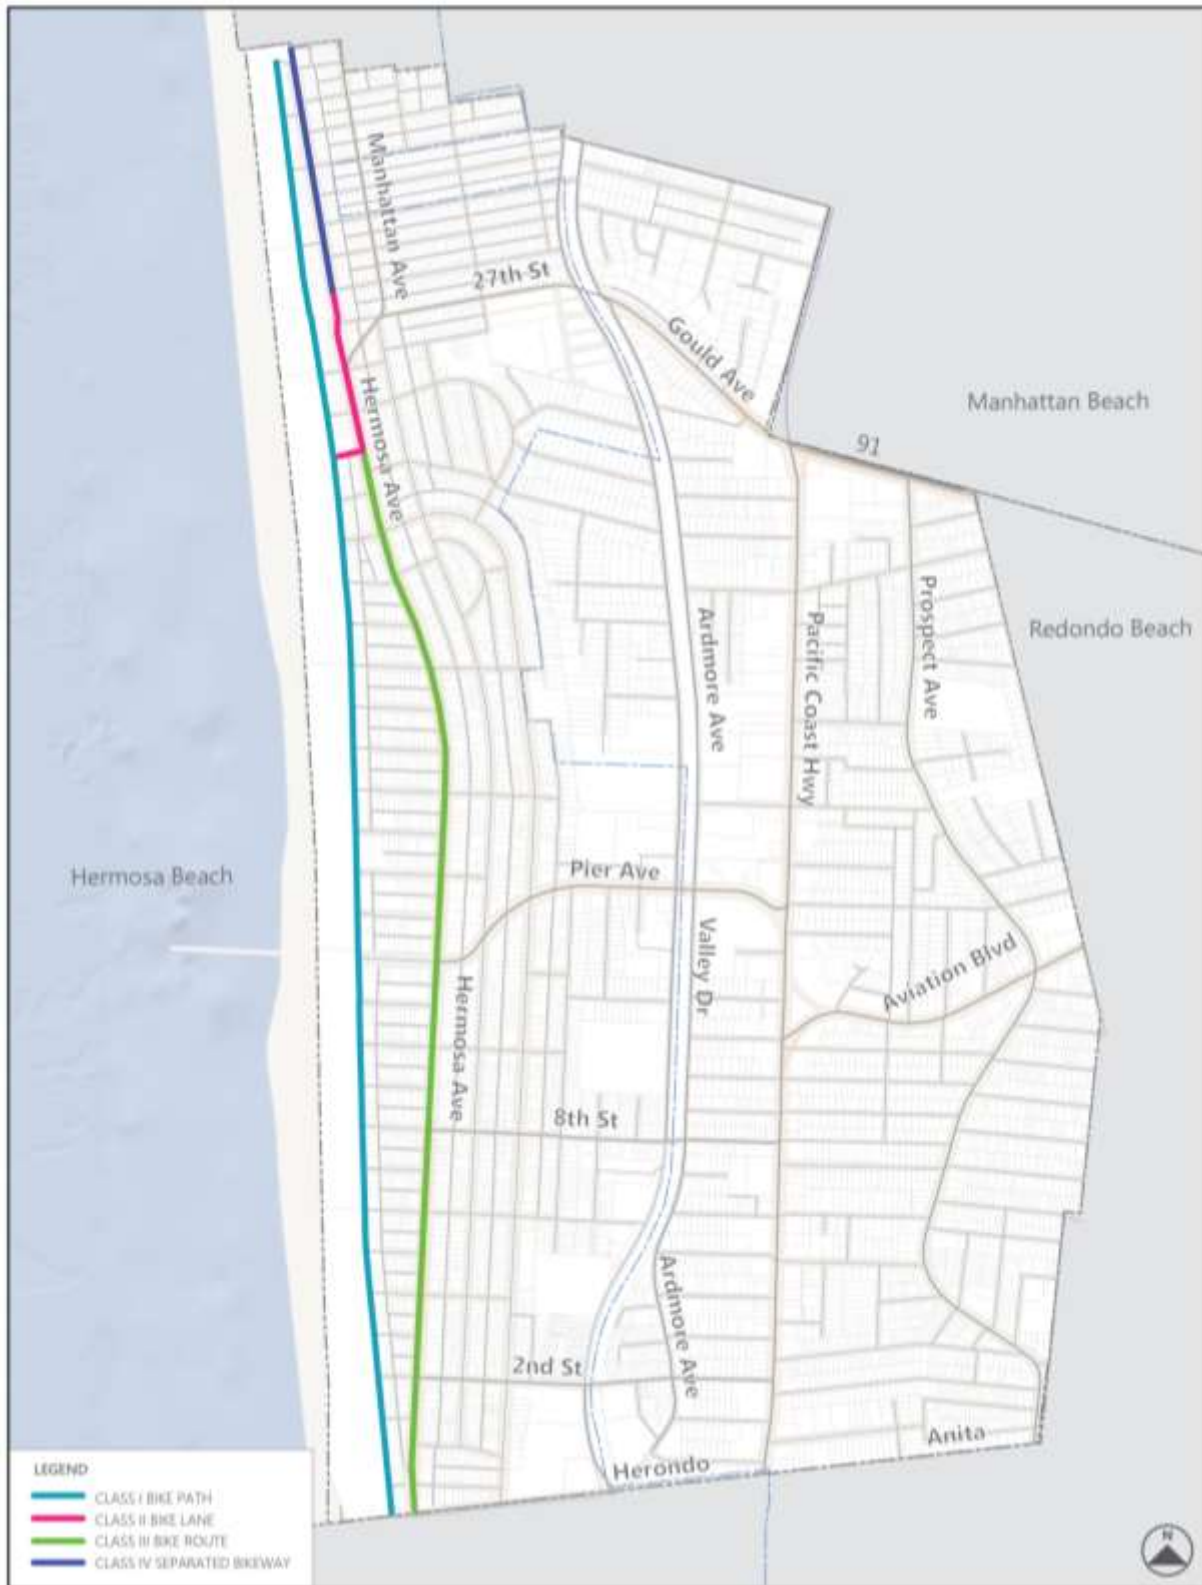 Manhattan Ave
27th St
Gould Ave
Manhattan Beach
Hermosa Ave
91
Prospect Ave
Redondo Beach
Ardmore Ave
Pacific Coast Hwy
Hermosa Beach
Pier Ave
Valley Dr
Aviation Blvd
Hermosa Ave
8th St
Ardmore Ave
2nd St
Anita
Herondo
LEGEND
CLASS I BIKE PATH
CLASS II BIKE LANE
CLASS III BIKE ROUTE
CLASS IV SEPARATED BIKEWAY
N